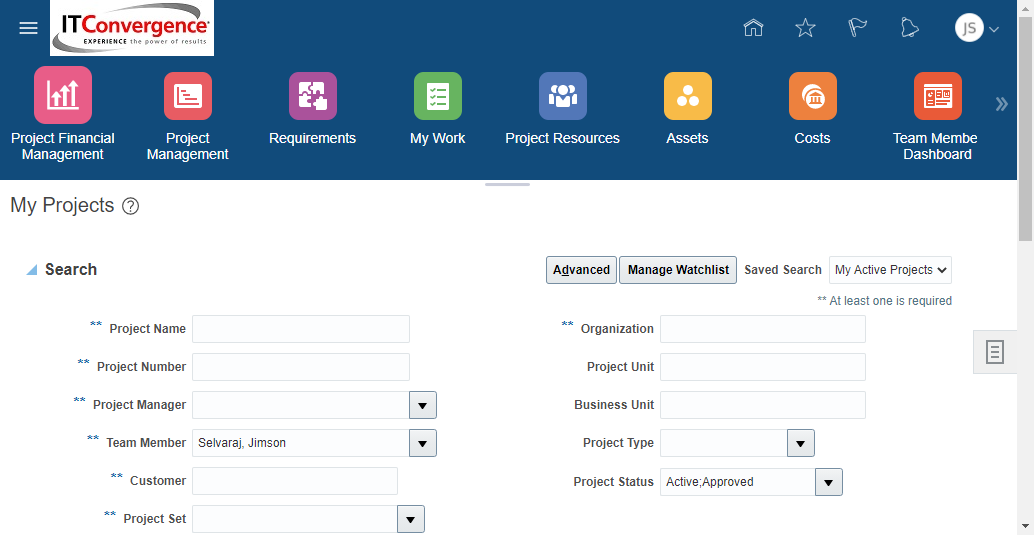 ITConvergence
EXPERIENCE the power of results
JS
Project Financial
Management
Project
Management
Requirements
My Work
Project Resources
Assets
Costs
Team Membe
Dashboard
My Projects
Search
Advanced
Manage Watchlist
Saved Search
My Active Projects
** At least one is required
** Project Name
** Project Number
** Project Manager
** Team Member Selvaraj, Jimson
** Customer
** Project Set
** Organization
Project Unit
Business Unit
Project Type
Project Status Active;Approved